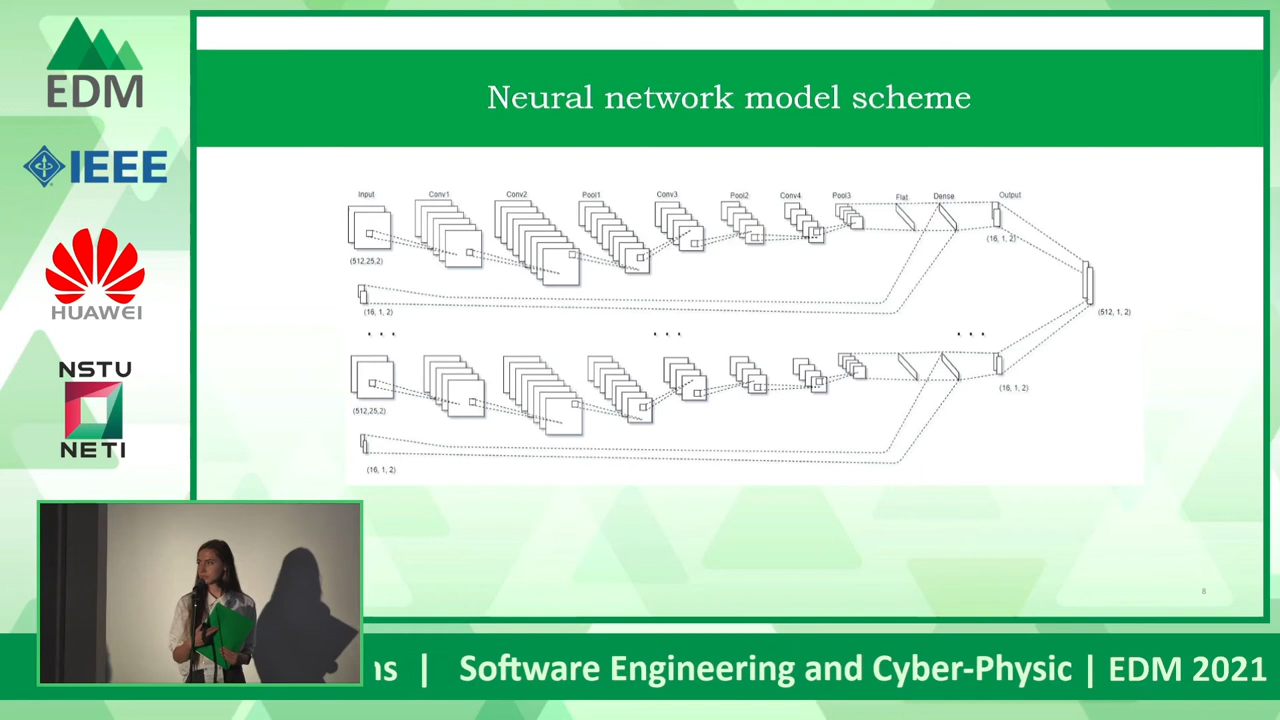 EDM
IEEE
HUAWEI
NSTU
NETI
Neural network model scheme
Input
Conv1
Conv2
Pool1
Conv3
Pool2
Conv4
Pool3
Flat
Dense
Output
(512,25,2)
(16, 1, 2)
(16, 1, 2)
(512, 1, 2)
. . .
. . .
. . .
(512,25,2)
(16, 1, 2)
(16, 1, 2)
8
ns | Software Engineering and Cyber-Physic | EDM 2021